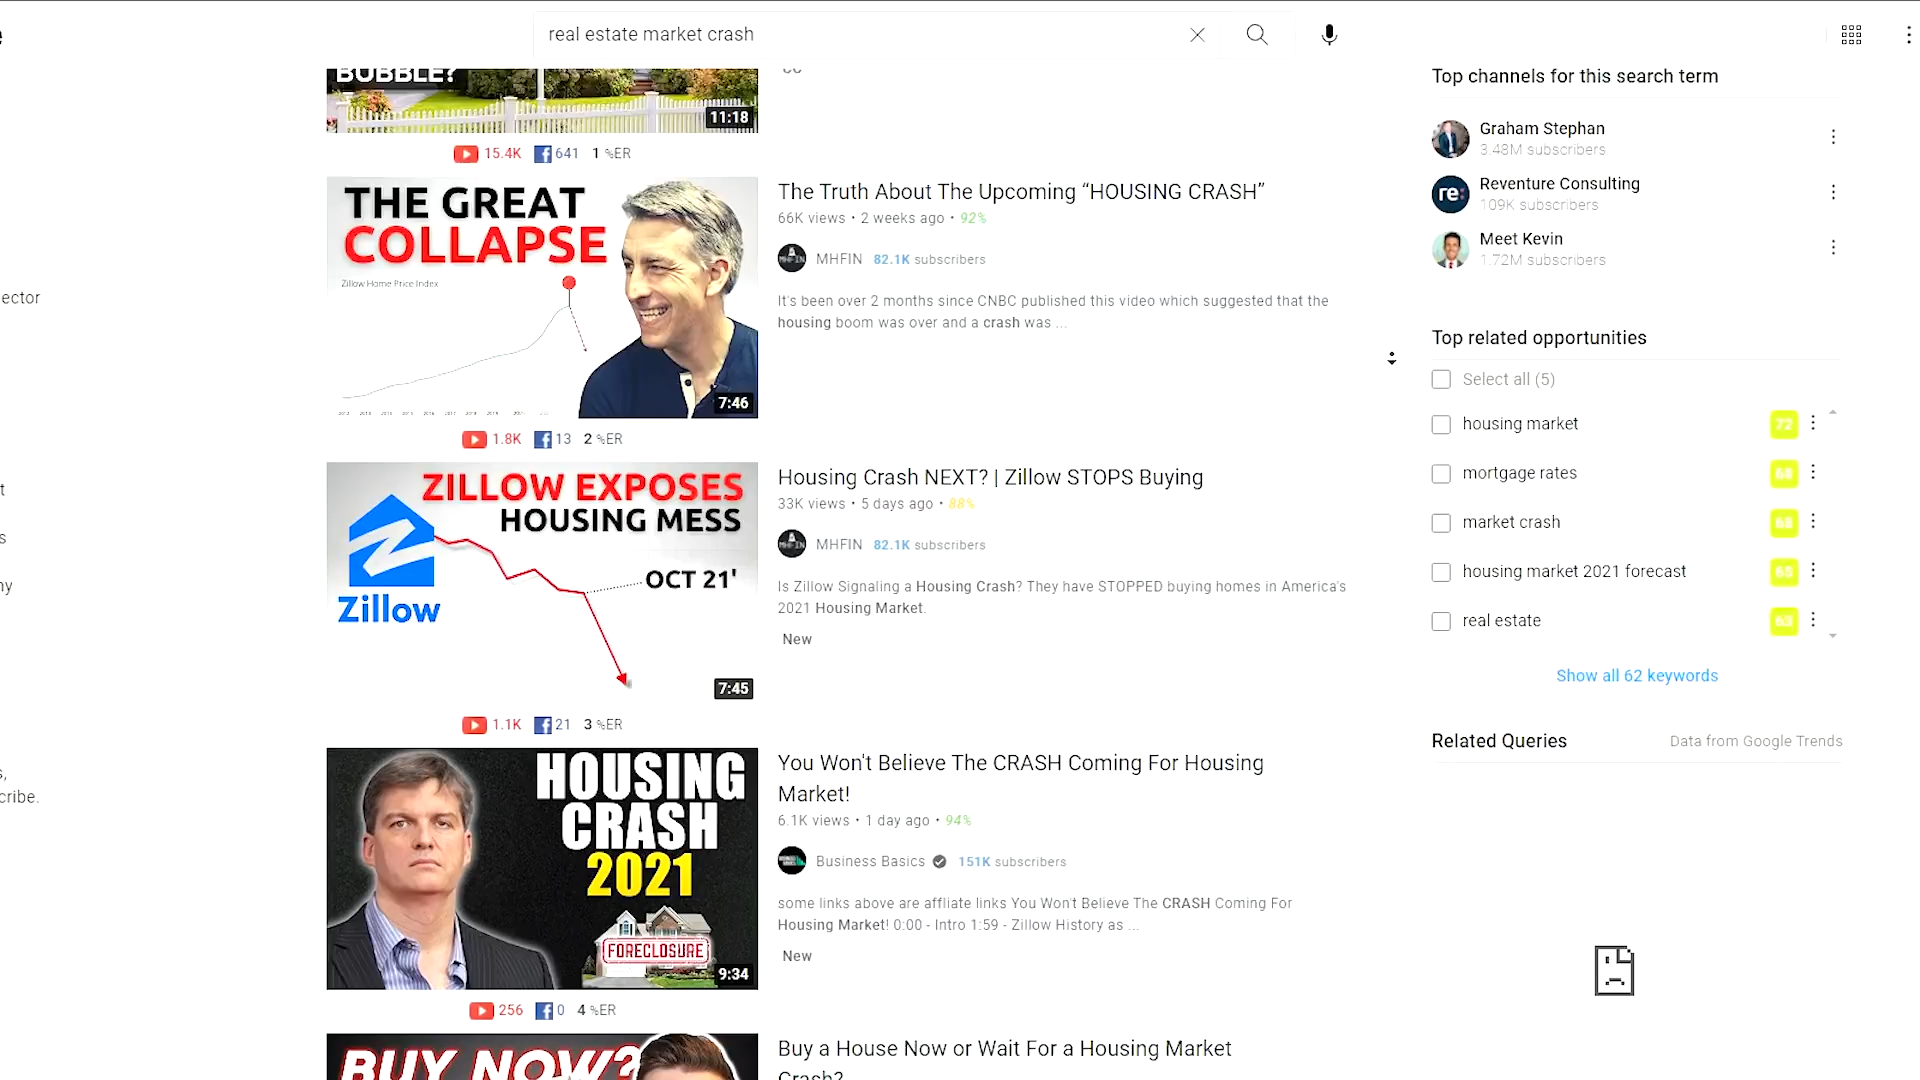 real estate market crash
BUBBLE?
11:18
15.4K 641 1 %ER
THE GREAT
COLLAPSE
Zillow Home Price Index
7:46
The Truth About The Upcoming “HOUSING CRASH”
66K views • 2 weeks ago • 92%
MHFIN 82.1K subscribers
It's been over 2 months since CNBC published this video which suggested that the
housing boom was over and a crash was ...
1.8K 13 2 %ER
ZILLOW EXPOSES
HOUSING MESS
OCT 21'
Zillow
7:45
Housing Crash NEXT? | Zillow STOPS Buying
33K views • 5 days ago • 88%
MHFIN 82.1K subscribers
Is Zillow Signaling a Housing Crash? They have STOPPED buying homes in America's
2021 Housing Market.
New
1.1K 21 3 %ER
HOUSING
CRASH
2021
FORECLOSURE
9:34
You Won't Believe The CRASH Coming For Housing
Market!
6.1K views • 1 day ago • 94%
Business Basics 151K subscribers
some links above are affliate links You Won't Believe The CRASH Coming For
Housing Market! 0:00 - Intro 1:59 - Zillow History as ...
New
256 0 4 %ER
BUY NOW?
Buy a House Now or Wait For a Housing Market
Crash?
Top channels for this search term
Graham Stephan
3.48M subscribers
re:
Reventure Consulting
109K subscribers
Meet Kevin
1.72M subscribers
Top related opportunities
Select all (5)
housing market 72
mortgage rates 68
market crash 68
housing market 2021 forecast 65
real estate 63
Show all 62 keywords
Related Queries Data from Google Trends
ector
t
s
ny
s,
cribe.